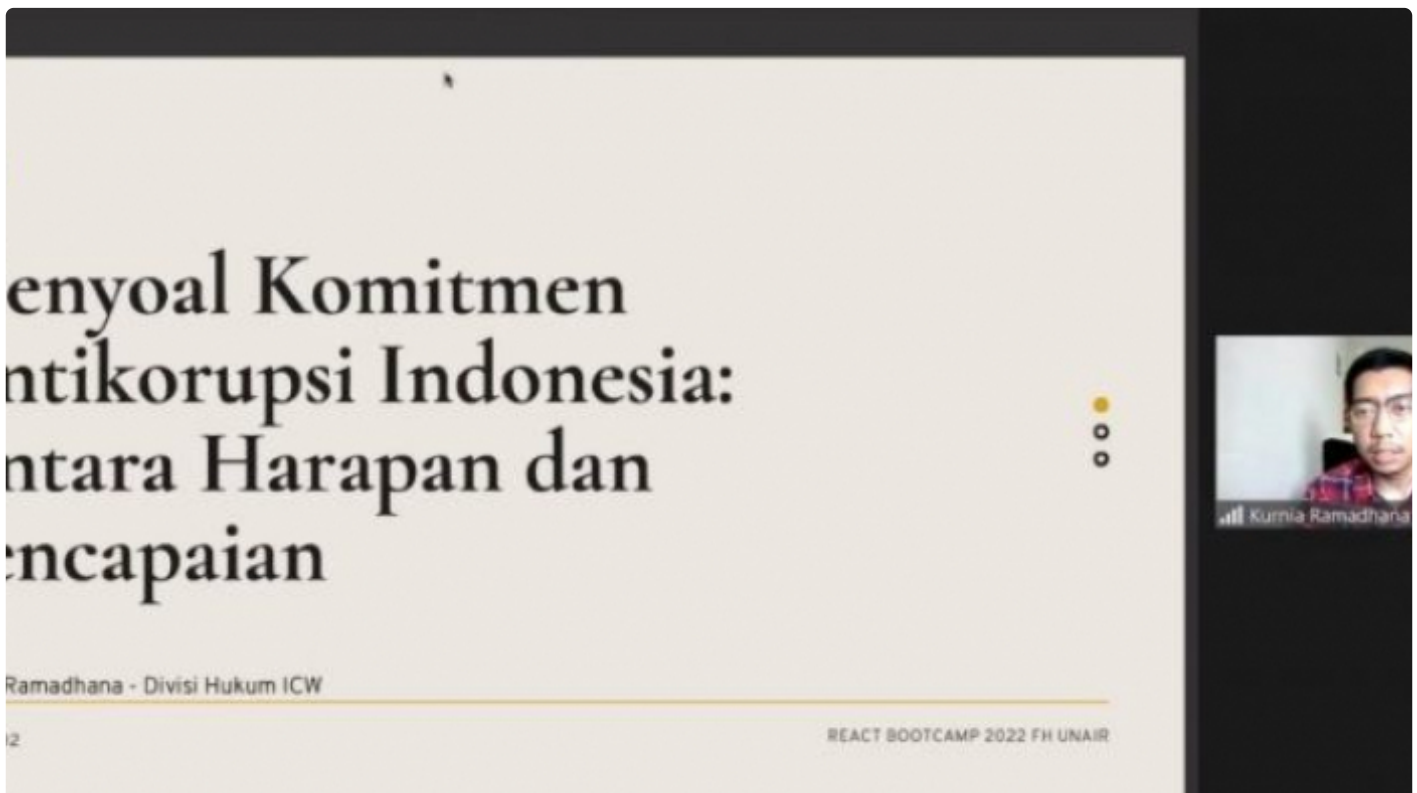 enyoal Komitmen
ntikorupsi Indonesia:
ntara Harapan dan
encapaian
Ramadhana - Divisi Hukum ICW
02
REACT BOOTCAMP 2022 FH UNAIR
Kurnia Ramadhana